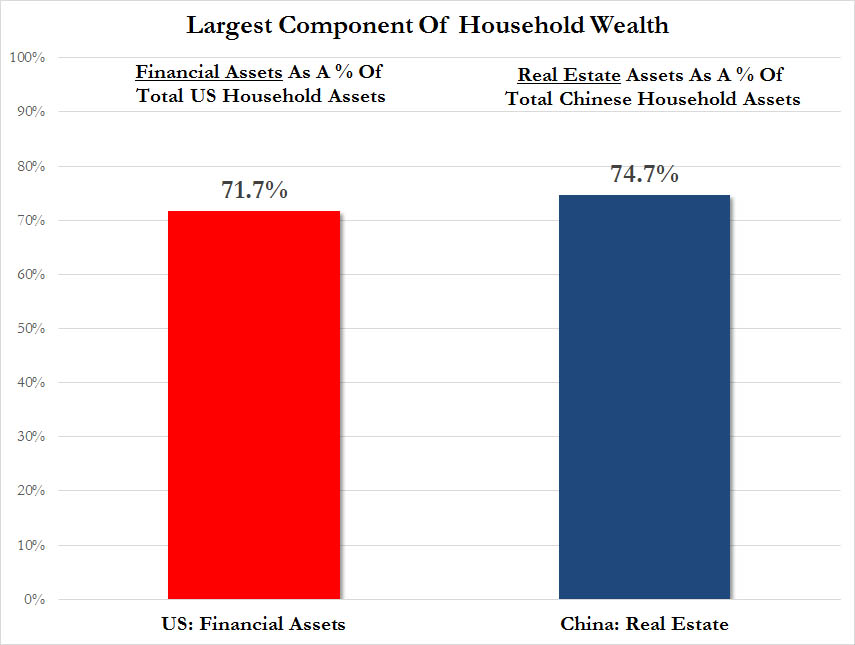 Largest Component Of Household Wealth
Financial Assets As A % Of
Total US Household Assets
Real Estate Assets As A % Of
Total Chinese Household Assets
100%
90%
80%
70%
60%
50%
40%
30%
20%
10%
0%
71.7%
74.7%
US: Financial Assets
China: Real Estate